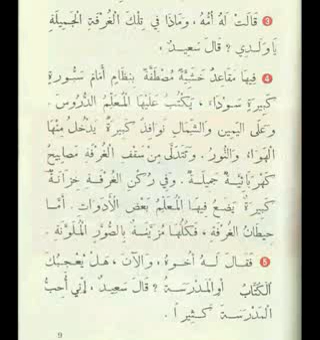 3 قَالَتْ لَهُ أُمُّهُ ، وَمَاذَا فِي تِلْكَ الْغُرْفَةِ الْجَمِيلَةِ
يَا وَلَدِي ؟ قَالَ سَعِيدٌ .
4 فِيهَا مَقَاعِدُ خَشَبِيَّةٌ مُصْطَفَّةٌ بِنِظَامٍ أَمَامَ سَبُّورَةٍ
كَبِيرَةٍ سَوْدَاءَ ، يَكْتُبُ عَلَيْهَا الْمُعَلِّمُ الدُّرُوسَ .
وَعَلَى الْيَمِينِ وَالشِّمَالِ نَوَافِذُ كَبِيرَةٌ يَدْخُلُ مِنْهَا
الْهَوَاءُ وَالنُّورُ . وَتَتَدَلَّى مِنْ سَقْفِ الْغُرْفَةِ مَصَابِيحُ
كَهْرَبَائِيَّةٌ جَمِيلَةٌ . وَفِي رُكْنِ الْغُرْفَةِ خِزَانَةٌ
كَبِيرَةٌ يَضَعُ فِيهَا الْمُعَلِّمُ بَعْضَ الْأَدَوَاتِ . أَمَّا
حِيطَانُ الْغُرْفَةِ ، فَكُلُّهَا مُزَيَّنَةٌ بِالصُّوَرِ الْمُلَوَّنَةِ .
5 فَقَالَ لَهُ أَخُوهُ ، وَالْآنَ ، هَلْ يُعْجِبُكَ
الْكُتَّابُ أَوِ الْمَدْرَسَةُ ؟ قَالَ سَعِيدٌ ، إِنِّي أُحِبُّ
الْمَدْرَسَةَ كَثِيرًا .
9